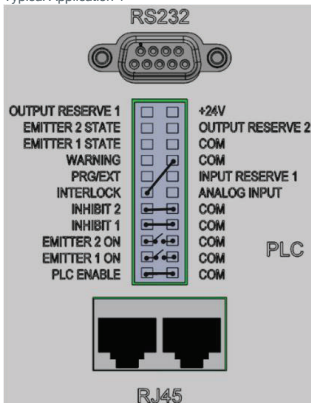 Typical Application 1
RS232
OUTPUT RESERVE 1 +24V
EMITTER 2 STATE OUTPUT RESERVE 2
EMITTER 1 STATE COM
WARNING COM
PRG/EXT INPUT RESERVE 1
INTERLOCK ANALOG INPUT
INHIBIT 2 COM
INHIBIT 1 COM
EMITTER 2 ON COM
EMITTER 1 ON COM
PLC ENABLE COM
PLC
RJ45